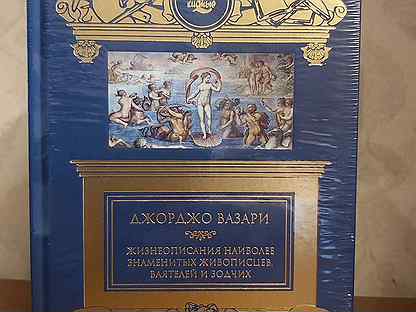 ДЖОРДЖО ВАЗАРИ
ЖИЗНЕОПИСАНИЯ НАИБОЛЕЕ
ЗНАМЕНИТЫХ ЖИВОПИСЦЕВ,
ВАЯТЕЛЕЙ И ЗОДЧИХ